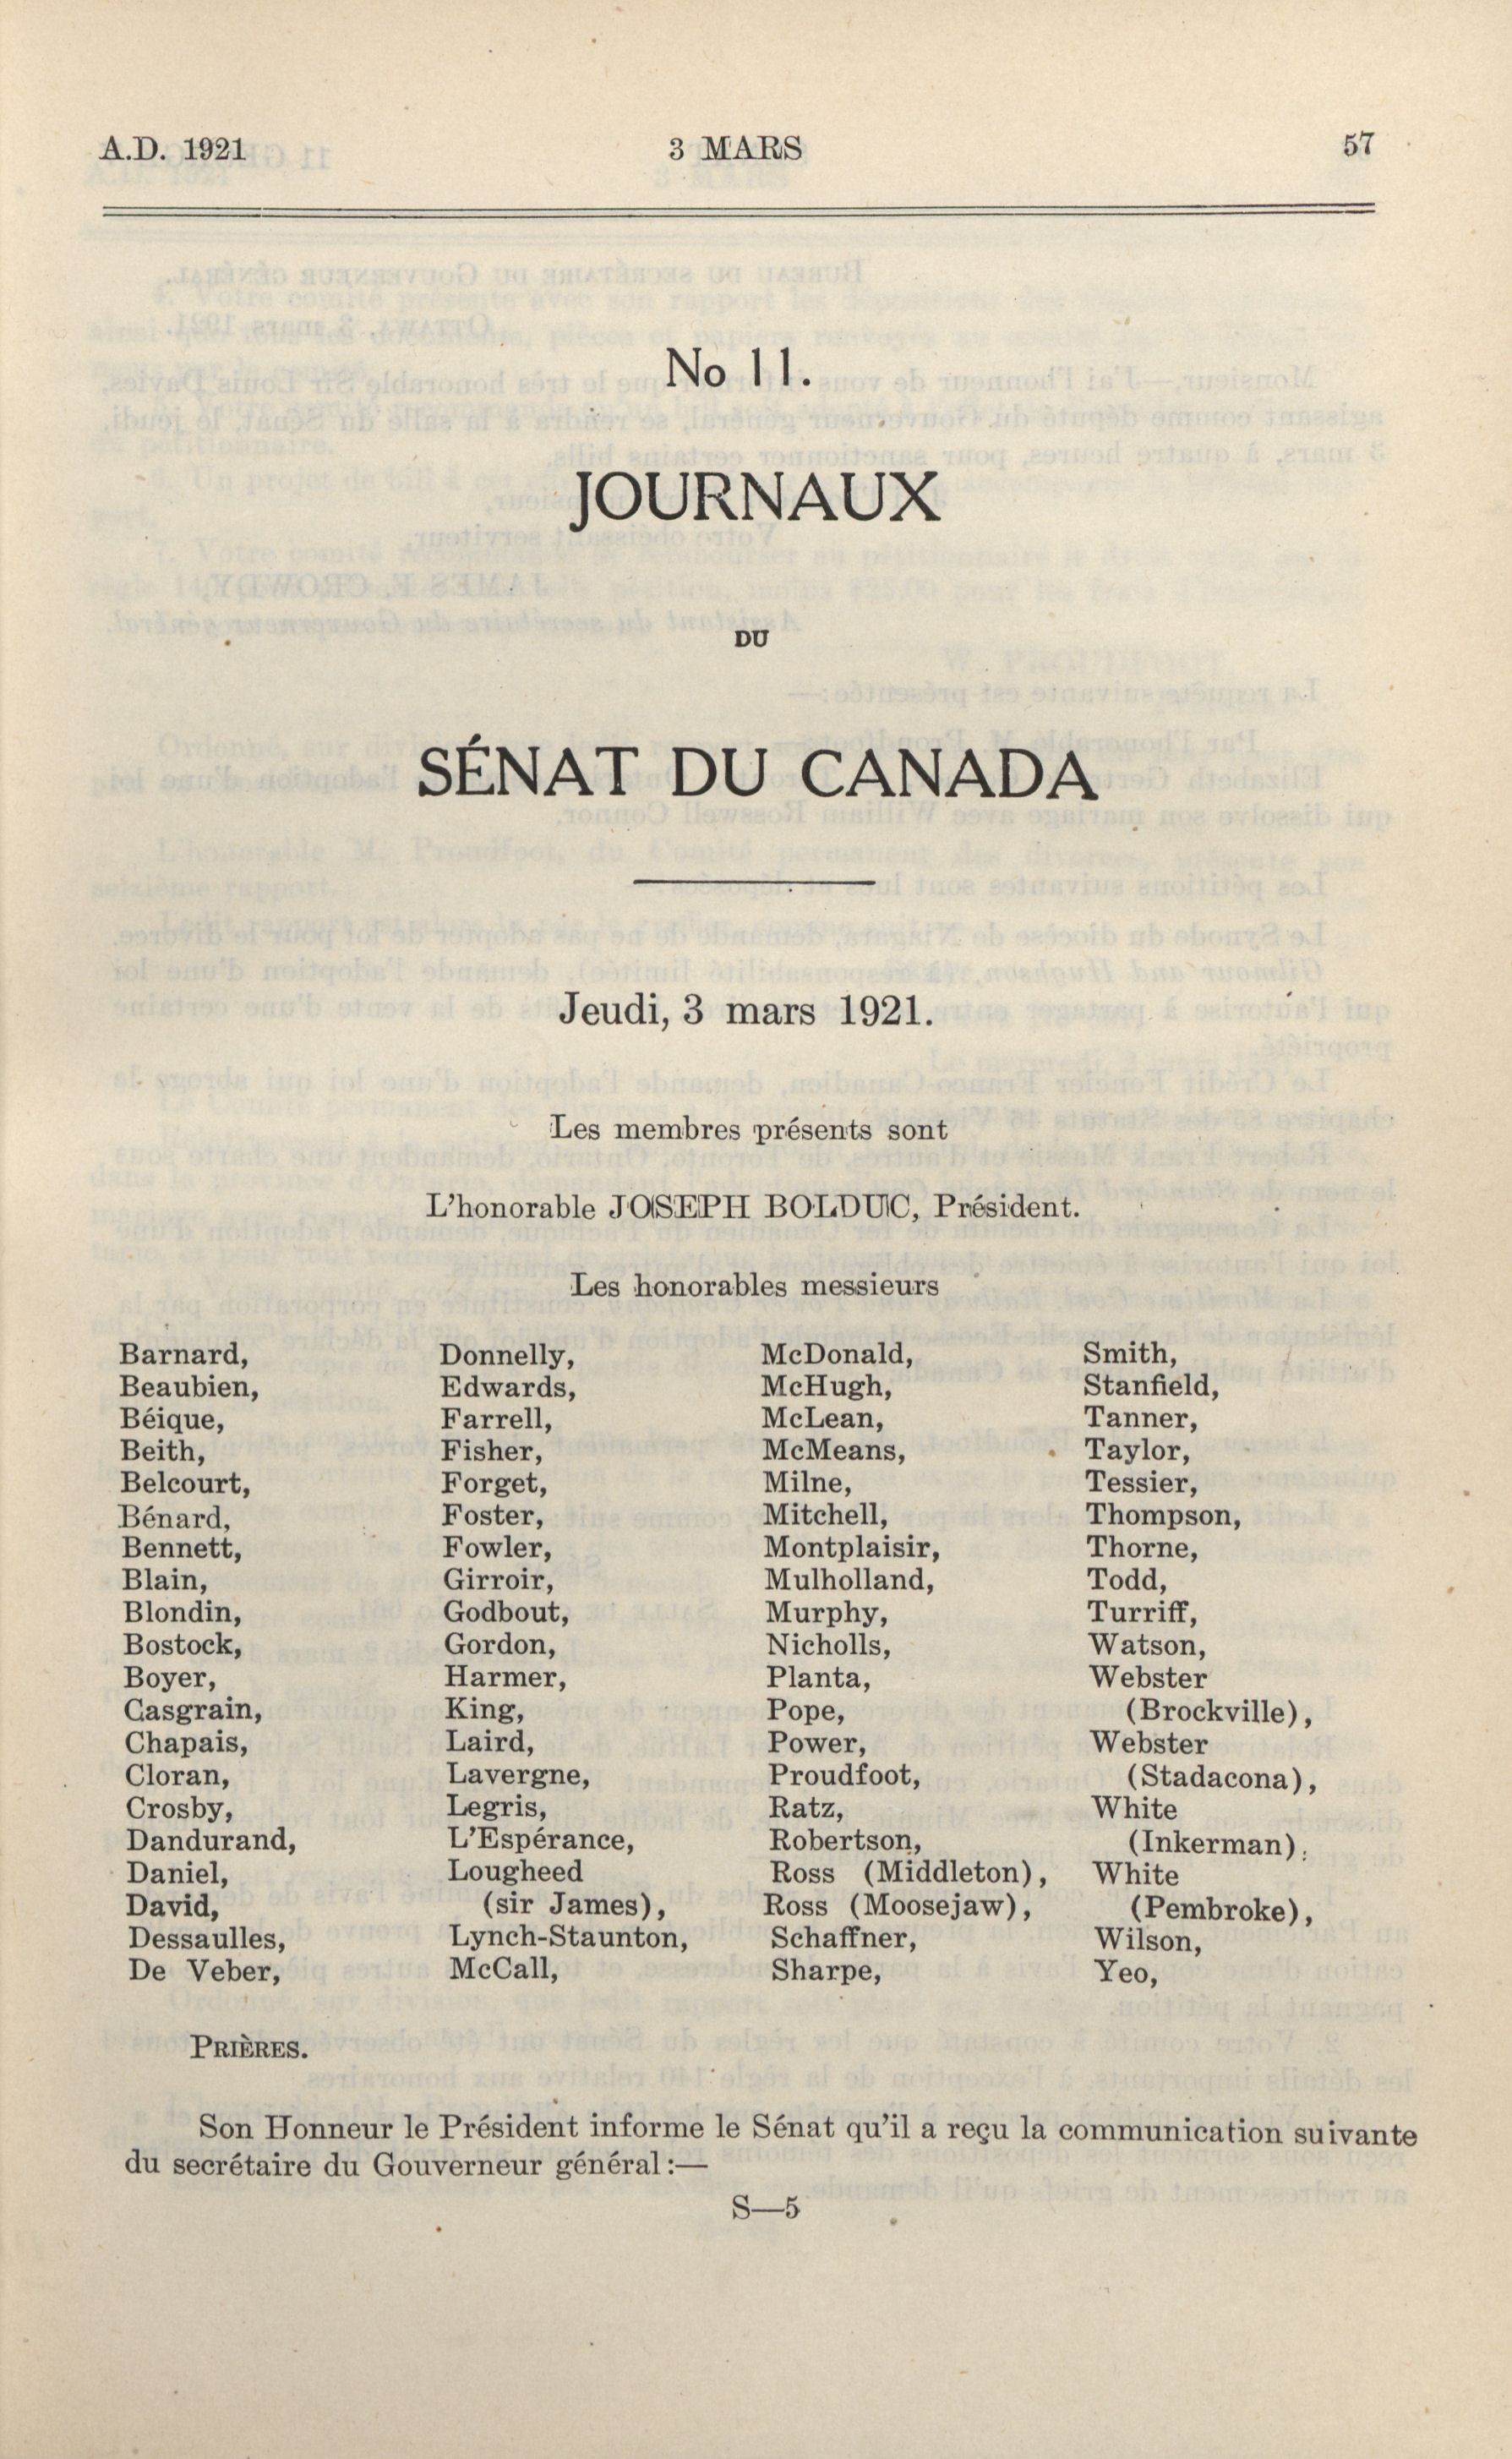 A.D. 1921
3 MARS
57
No 11.
JOURNAUX
DU
SÉNAT DU CANADA
Jeudi, 3 mars 1921.
Les membres présents sont
L'honorable JOSEPH BOLDUC, Président.
Les honorables messieurs
Barnard,
Beaubien,
Béique,
Beith,
Belcourt,
Bénard,
Bennett,
Blain,
Blondin,
Bostock,
Boyer,
Casgrain,
Chapais,
Cloran,
Crosby,
Dandurand,
Daniel,
David,
Dessaulles,
De Veber,
Donnelly,
Edwards,
Farrell,
Fisher,
Forget,
Foster,
Fowler,
Girroir,
Godbout,
Gordon,
Harmer,
King,
Laird,
Lavergne,
Legris,
L'Espérance,
Lougheed
(sir James),
Lynch-Staunton,
McCall,
McDonald,
McHugh,
McLean,
McMeans,
Milne,
Mitchell,
Montplaisir,
Mulholland,
Murphy,
Nicholls,
Planta,
Pope,
Power,
Proudfoot,
Ratz,
Robertson,
Ross (Middleton),
Ross (Moosejaw),
Schaffner,
Sharpe,
Smith,
Stanfield,
Tanner,
Taylor,
Tessier,
Thompson,
Thorne,
Todd,
Turriff,
Watson,
Webster
(Brockville),
Webster
(Stadacona),
White
(Inkerman),
White
(Pembroke),
Wilson,
Yeo,
PRIÈRES.
Son Honneur le Président informe le Sénat qu'il a reçu la communication suivante
du secrétaire du Gouverneur général:—
S—5